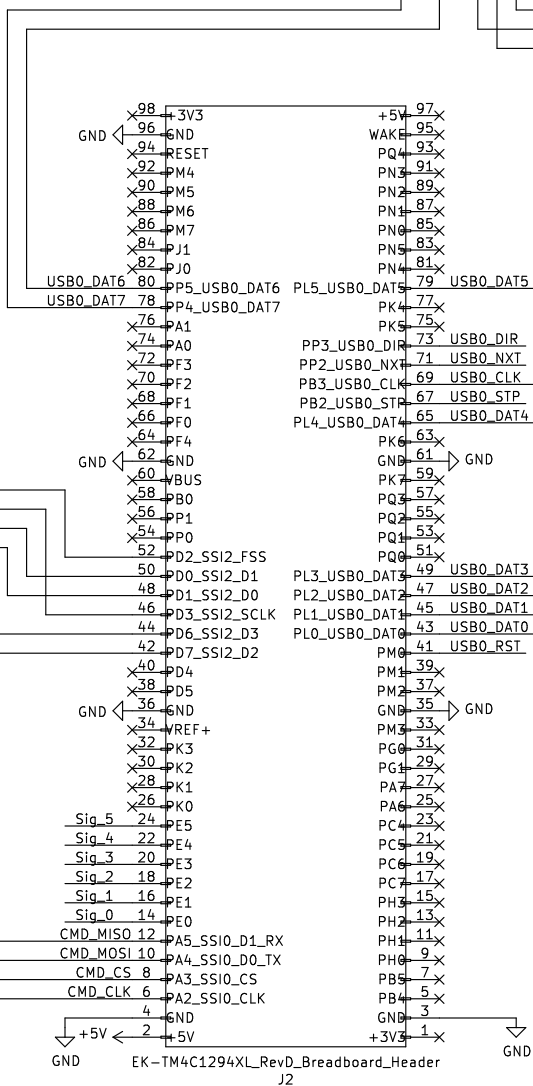 98 +3V3 +5V 97
GND 96 GND WAKE 95
94 RESET PQ4 93
92 PM4 PN3 91
90 PM5 PN2 89
88 PM6 PN1 87
86 PM7 PN0 85
84 PJ1 PN5 83
82 PJ0 PN4 81
USB0_DAT6 80 PP5_USB0_DAT6 PL5_USB0_DAT5 79 USB0_DAT5
USB0_DAT7 78 PP4_USB0_DAT7 PK4 77
76 PA1 PK5 75
74 PA0 PP3_USB0_DIR 73 USB0_DIR
72 PF3 PP2_USB0_NXT 71 USB0_NXT
70 PF2 PB3_USB0_CLK 69 USB0_CLK
68 PF1 PB2_USB0_STP 67 USB0_STP
66 PF0 PL4_USB0_DAT4 65 USB0_DAT4
64 PF4 PK6 63
GND 62 GND GND 61 GND
60 VBUS PK7 59
58 PB0 PQ3 57
56 PP1 PQ2 55
54 PP0 PQ1 53
52 PD2_SSI2_FSS PQ0 51
50 PD0_SSI2_D1 PL3_USB0_DAT3 49 USB0_DAT3
48 PD1_SSI2_D0 PL2_USB0_DAT2 47 USB0_DAT2
46 PD3_SSI2_SCLK PL1_USB0_DAT1 45 USB0_DAT1
44 PD6_SSI2_D3 PL0_USB0_DAT0 43 USB0_DAT0
42 PD7_SSI2_D2 PM0 41 USB0_RST
40 PD4 PM1 39
38 PD5 PM2 37
GND 36 GND GND 35 GND
34 VREF+ PM3 33
32 PK3 PG0 31
30 PK2 PG1 29
28 PK1 PA7 27
26 PK0 PA6 25
Sig_5 24 PE5 PC4 23
Sig_4 22 PE4 PC5 21
Sig_3 20 PE3 PC6 19
Sig_2 18 PE2 PC7 17
Sig_1 16 PE1 PH3 15
Sig_0 14 PE0 PH2 13
CMD_MISO 12 PA5_SSI0_D1_RX PH1 11
CMD_MOSI 10 PA4_SSI0_D0_TX PH0 9
CMD_CS 8 PA3_SSI0_CS PB5 7
CMD_CLK 6 PA2_SSI0_CLK PB4 5
4 GND GND 3
+5V 2 +5V +3V3 1
GND GND
EK-TM4C1294XL_RevD_Breadboard_Header
J2